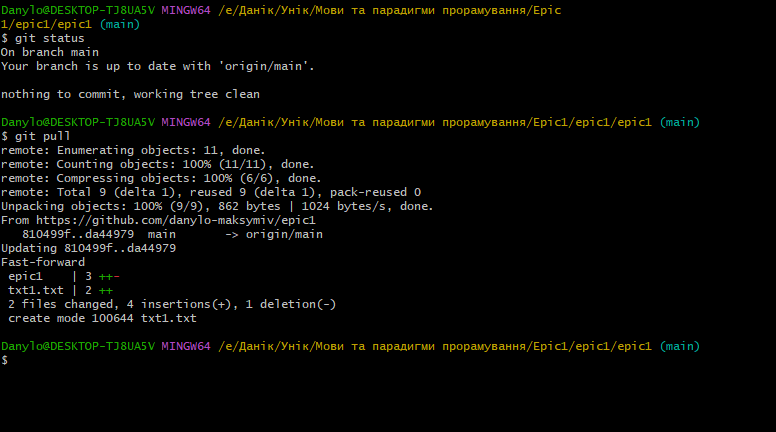 Danylo@DESKTOP-TJ8UA5V MINGW64 /e/Данік/Унік/Мови та парадигми прорамування/Epic
1/epic1/epic1 (main)
$ git status
On branch main
Your branch is up to date with 'origin/main'.
nothing to commit, working tree clean
Danylo@DESKTOP-TJ8UA5V MINGW64 /e/Данік/Унік/Мови та парадигми прорамування/Epic1/epic1/epic1 (main)
$ git pull
remote: Enumerating objects: 11, done.
remote: Counting objects: 100% (11/11), done.
remote: Compressing objects: 100% (6/6), done.
remote: Total 9 (delta 1), reused 9 (delta 1), pack-reused 0
Unpacking objects: 100% (9/9), 862 bytes | 1024 bytes/s, done.
From https://github.com/danylo-maksymiv/epic1
   810499f..da44979  main       -> origin/main
Updating 810499f..da44979
Fast-forward
 epic1    | 3 ++-
 txt1.txt | 2 ++
 2 files changed, 4 insertions(+), 1 deletion(-)
 create mode 100644 txt1.txt
Danylo@DESKTOP-TJ8UA5V MINGW64 /e/Данік/Унік/Мови та парадигми прорамування/Epic1/epic1/epic1 (main)
$